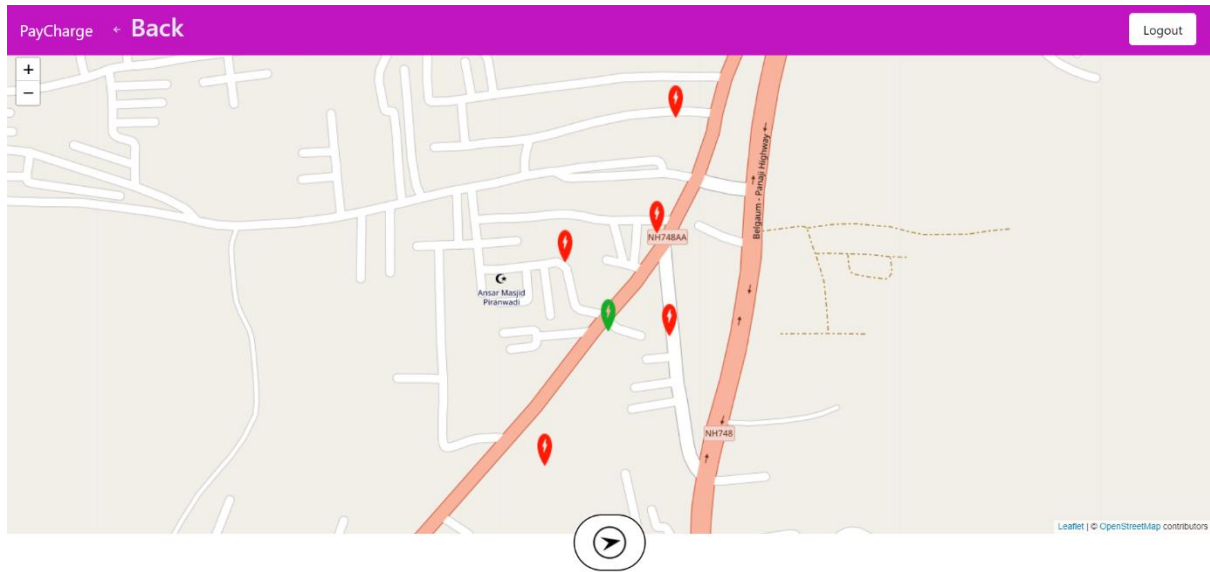 PayCharge ← Back
Logout
+
−
Belgaum - Panaji Highway
NH748AA
Ansar Masjid
Piranwadi
NH748
Leaflet | © OpenStreetMap contributors